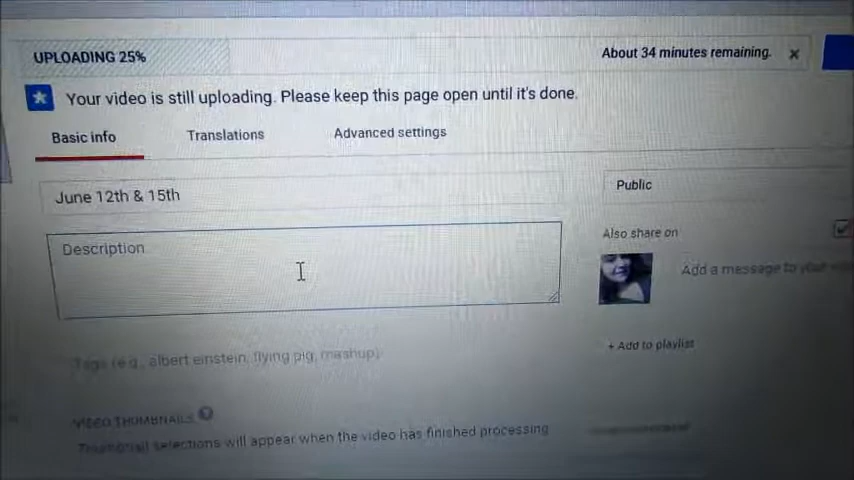 UPLOADING 25%
About 34 minutes remaining.
Your video is still uploading. Please keep this page open until it's done.
Basic info
Translations
Advanced settings
June 12th & 15th
Public
Description
Also share on
Add a message to your
+ Add to playlist
Tags (e.g., albert einstein, flying pig, mashup)
VIDEO THUMBNAILS
Thumbnail selections will appear when the video has finished processing